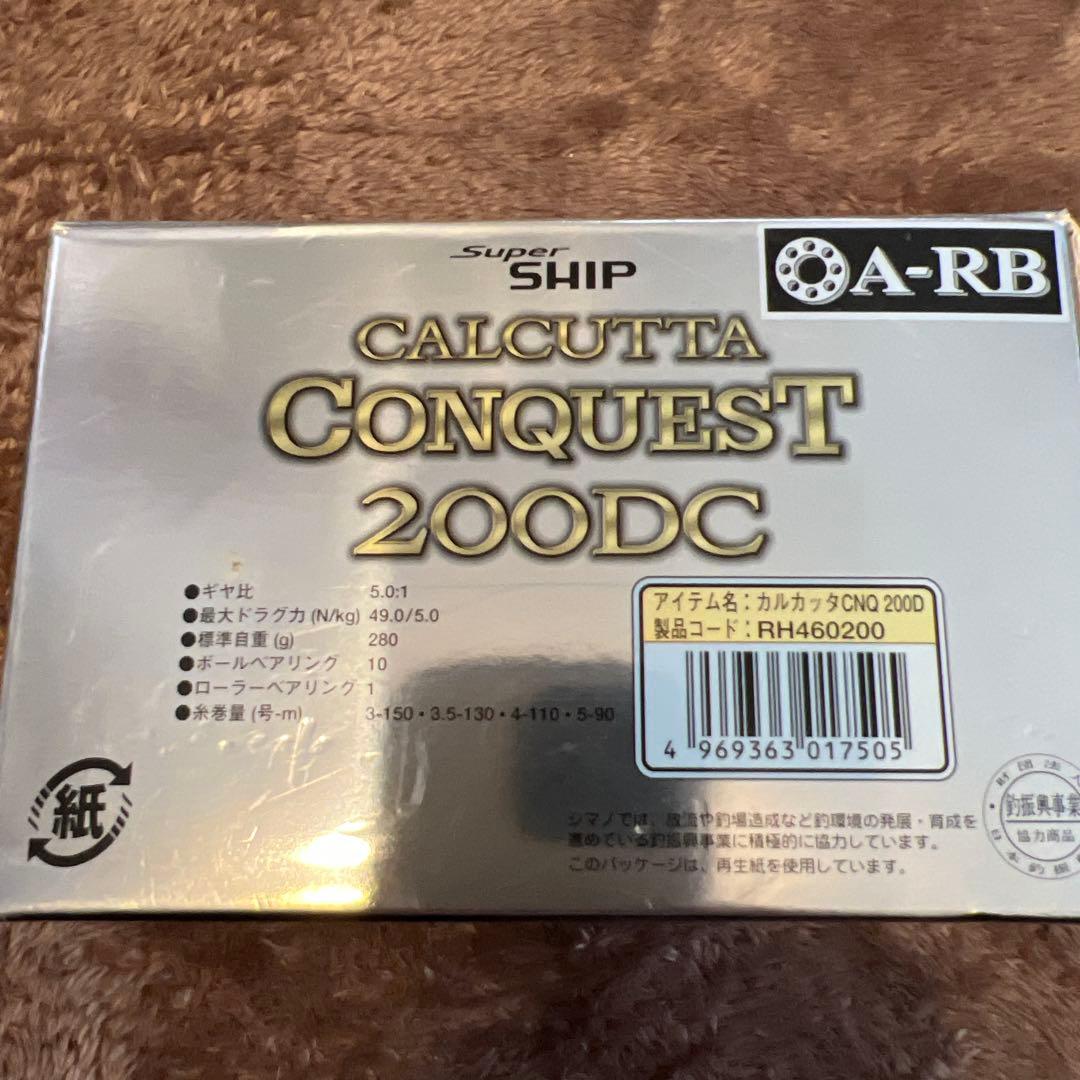 Super
SHIP
A-RB
CALCUTTA
CONQUEST
200DC
●ギヤ比 5.0:1
●最大ドラグ力 (N/kg) 49.0/5.0
●標準自重 (g) 280
●ボールベアリング 10
●ローラーベアリング 1
●糸巻量 (号-m) 3-150・3.5-130・4-110・5-90
アイテム名：カルカッタCNQ 200D
製品コード：RH460200
4 969363 017505
紙
シマノでは、放流や釣場造成など釣環境の発展・育成を
進めている釣振興事業に積極的に協力しています。
このパッケージは、再生紙を使用しています。
財団法人
釣振興事業
協力商品
日本釣振